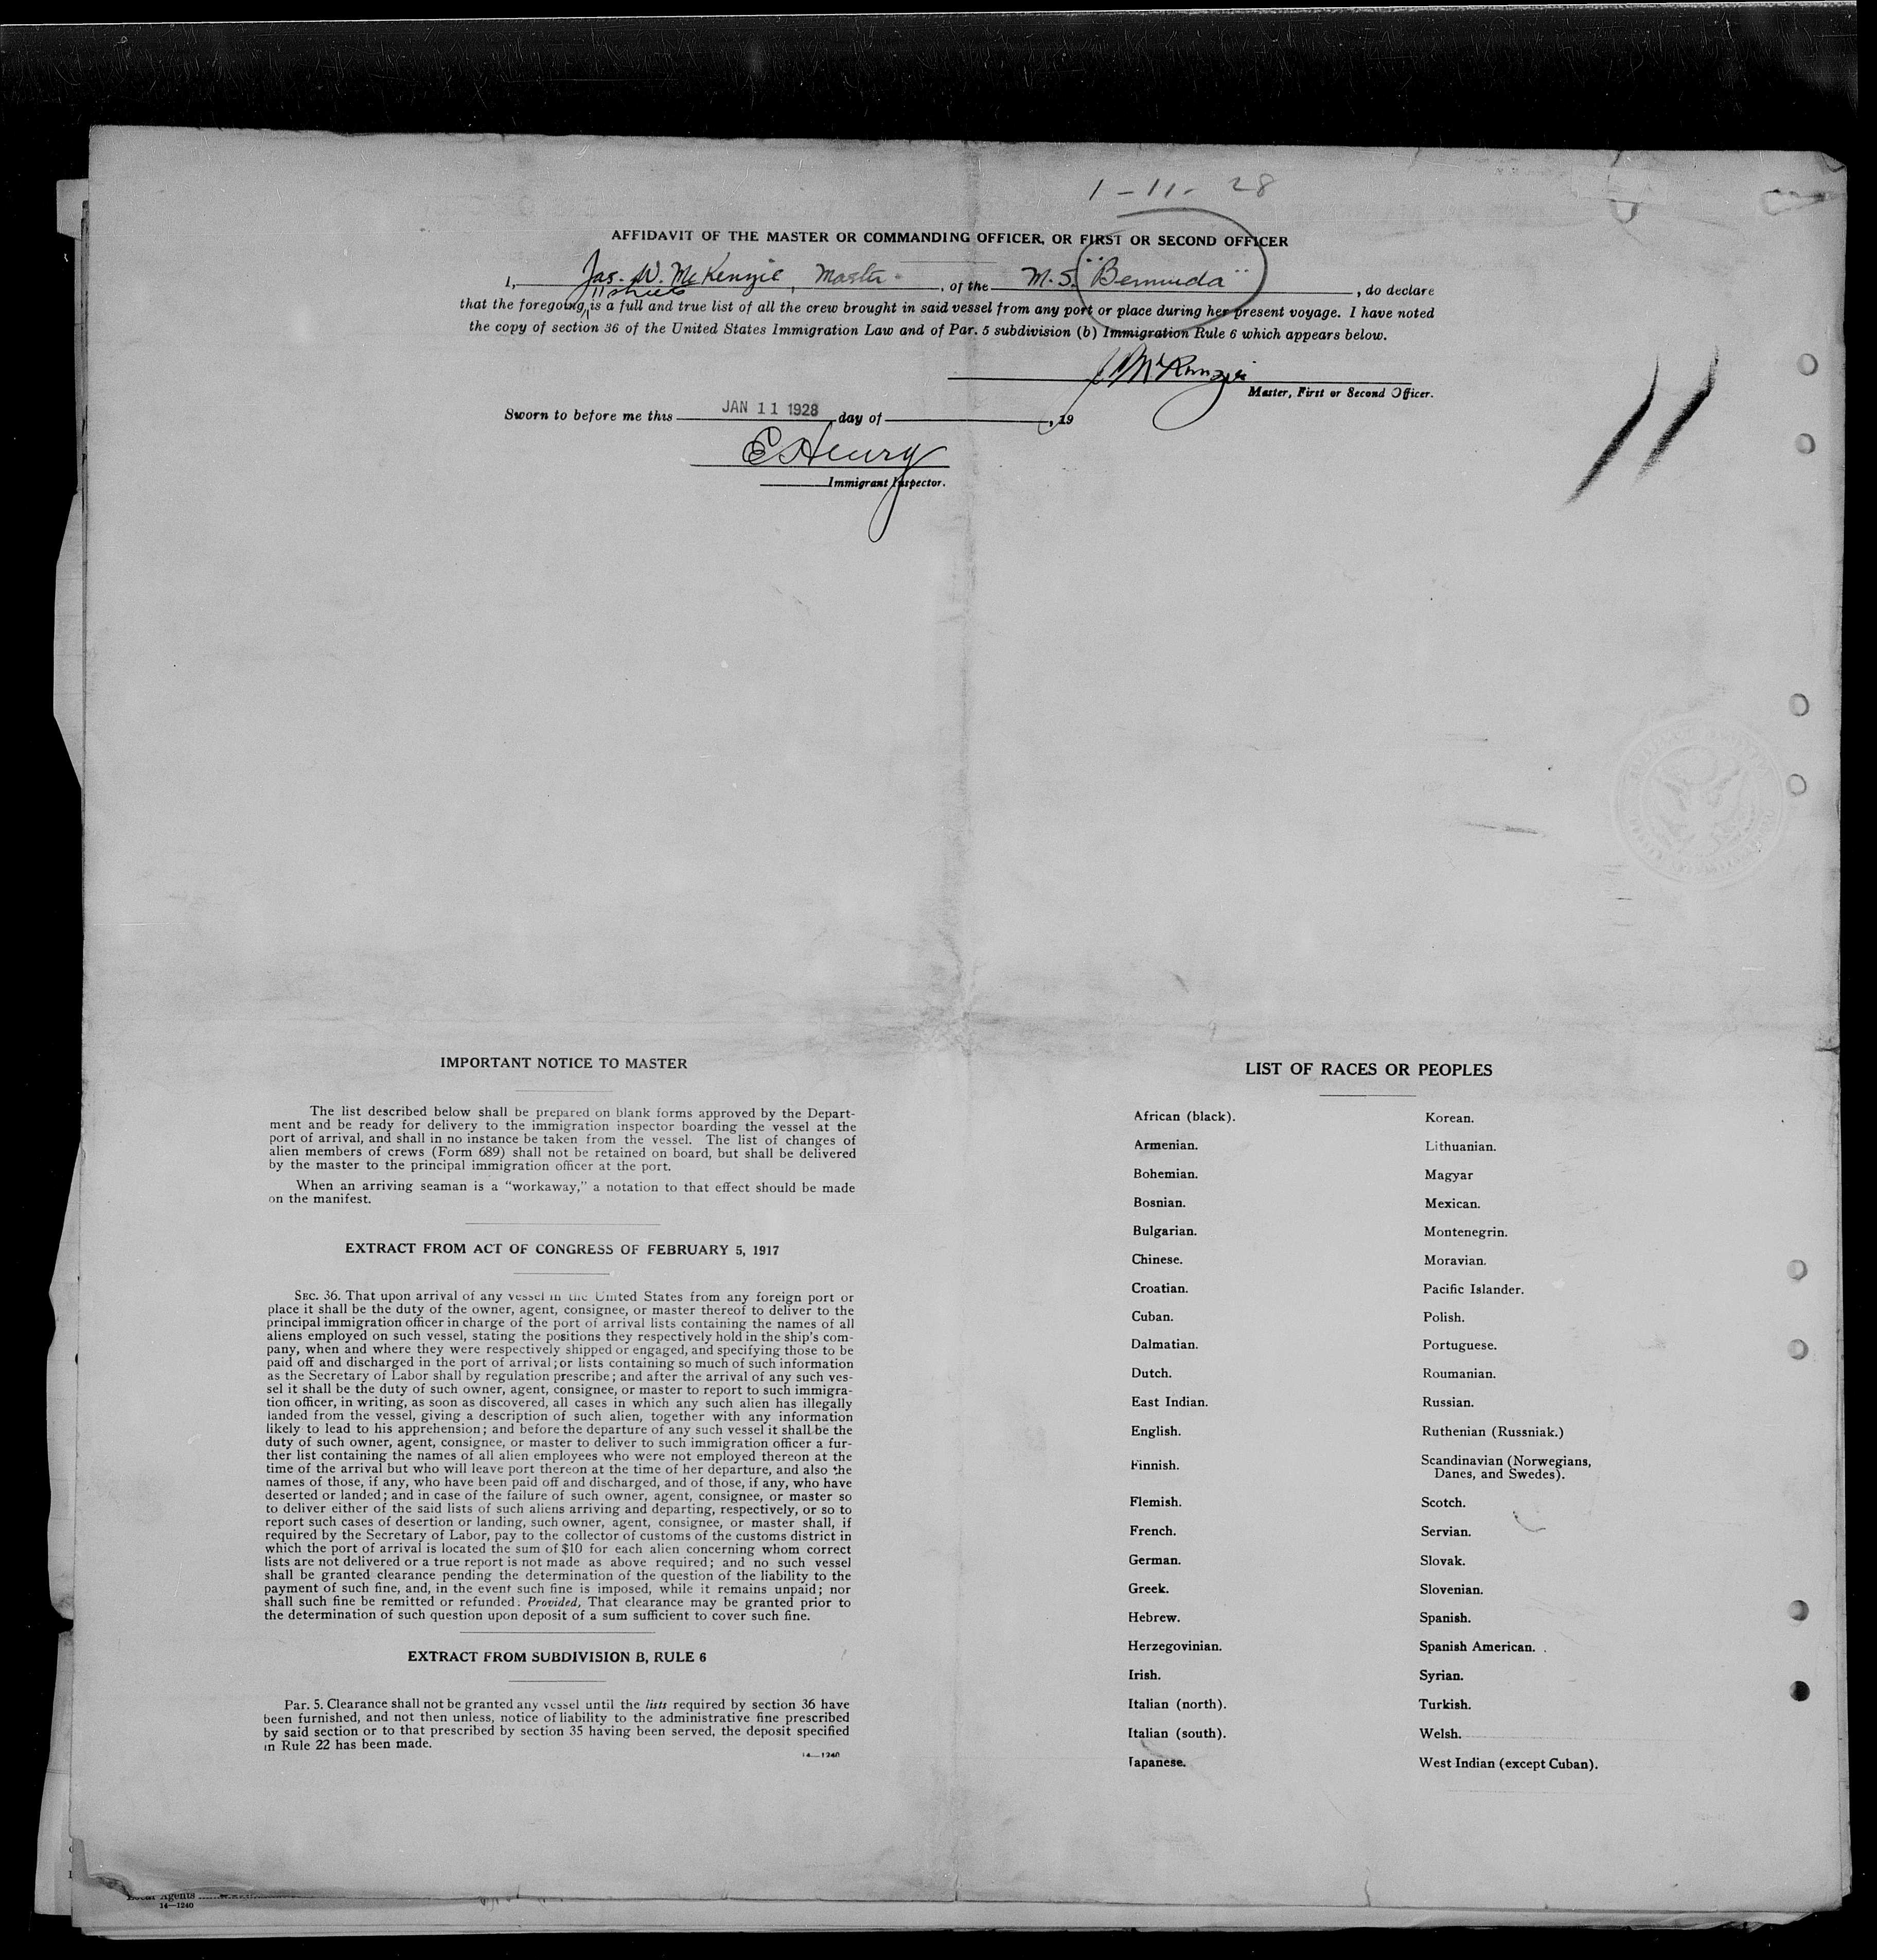 1-11-28
AFFIDAVIT OF THE MASTER OR COMMANDING OFFICER, OR FIRST OR SECOND OFFICER
I, Jas. W. McKenzie, Master, of the M.S. "Bermuda", do declare
11 sheets
that the foregoing, is a full and true list of all the crew brought in said vessel from any port or place during her present voyage. I have noted
the copy of section 36 of the United States Immigration Law and of Par. 5 subdivision (b) Immigration Rule 6 which appears below.
J McKenzie
Master, First or Second Officer.
11
Sworn to before me this JAN 11 1928 day of , 19
E Henry
Immigrant Inspector.
IMPORTANT NOTICE TO MASTER
The list described below shall be prepared on blank forms approved by the Depart-
ment and be ready for delivery to the immigration inspector boarding the vessel at the
port of arrival, and shall in no instance be taken from the vessel. The list of changes of
alien members of crews (Form 689) shall not be retained on board, but shall be delivered
by the master to the principal immigration officer at the port.
When an arriving seaman is a "workaway," a notation to that effect should be made
on the manifest.
EXTRACT FROM ACT OF CONGRESS OF FEBRUARY 5, 1917
SEC. 36. That upon arrival of any vessel in the United States from any foreign port or
place it shall be the duty of the owner, agent, consignee, or master thereof to deliver to the
principal immigration officer in charge of the port of arrival lists containing the names of all
aliens employed on such vessel, stating the positions they respectively hold in the ship's com-
pany, when and where they were respectively shipped or engaged, and specifying those to be
paid off and discharged in the port of arrival; or lists containing so much of such information
as the Secretary of Labor shall by regulation prescribe; and after the arrival of any such ves-
sel it shall be the duty of such owner, agent, consignee, or master to report to such immigra-
tion officer, in writing, as soon as discovered, all cases in which any such alien has illegally
landed from the vessel, giving a description of such alien, together with any information
likely to lead to his apprehension; and before the departure of any such vessel it shall be the
duty of such owner, agent, consignee, or master to deliver to such immigration officer a fur-
ther list containing the names of all alien employees who were not employed thereon at the
time of the arrival but who will leave port thereon at the time of her departure, and also the
names of those, if any, who have been paid off and discharged, and of those, if any, who have
deserted or landed; and in case of the failure of such owner, agent, consignee, or master so
to deliver either of the said lists of such aliens arriving and departing, respectively, or so to
report such cases of desertion or landing, such owner, agent, consignee, or master shall, if
required by the Secretary of Labor, pay to the collector of customs of the customs district in
which the port of arrival is located the sum of $10 for each alien concerning whom correct
lists are not delivered or a true report is not made as above required; and no such vessel
shall be granted clearance pending the determination of the question of the liability to the
payment of such fine, and, in the event such fine is imposed, while it remains unpaid; nor
shall such fine be remitted or refunded: Provided, That clearance may be granted prior to
the determination of such question upon deposit of a sum sufficient to cover such fine.
EXTRACT FROM SUBDIVISION B, RULE 6
Par. 5. Clearance shall not be granted any vessel until the lists required by section 36 have
been furnished, and not then unless, notice of liability to the administrative fine prescribed
by said section or to that prescribed by section 35 having been served, the deposit specified
in Rule 22 has been made.
14—1240
LIST OF RACES OR PEOPLES
African (black).
Armenian.
Bohemian.
Bosnian.
Bulgarian.
Chinese.
Croatian.
Cuban.
Dalmatian.
Dutch.
East Indian.
English.
Finnish.
Flemish.
French.
German.
Greek.
Hebrew.
Herzegovinian.
Irish.
Italian (north).
Italian (south).
Japanese.
Korean.
Lithuanian.
Magyar
Mexican.
Montenegrin.
Moravian.
Pacific Islander.
Polish.
Portuguese.
Roumanian.
Russian.
Ruthenian (Russniak.)
Scandinavian (Norwegians,
Danes, and Swedes).
Scotch.
Servian.
Slovak.
Slovenian.
Spanish.
Spanish American.
Syrian.
Turkish.
Welsh.
West Indian (except Cuban).
Local Agents
14—1240